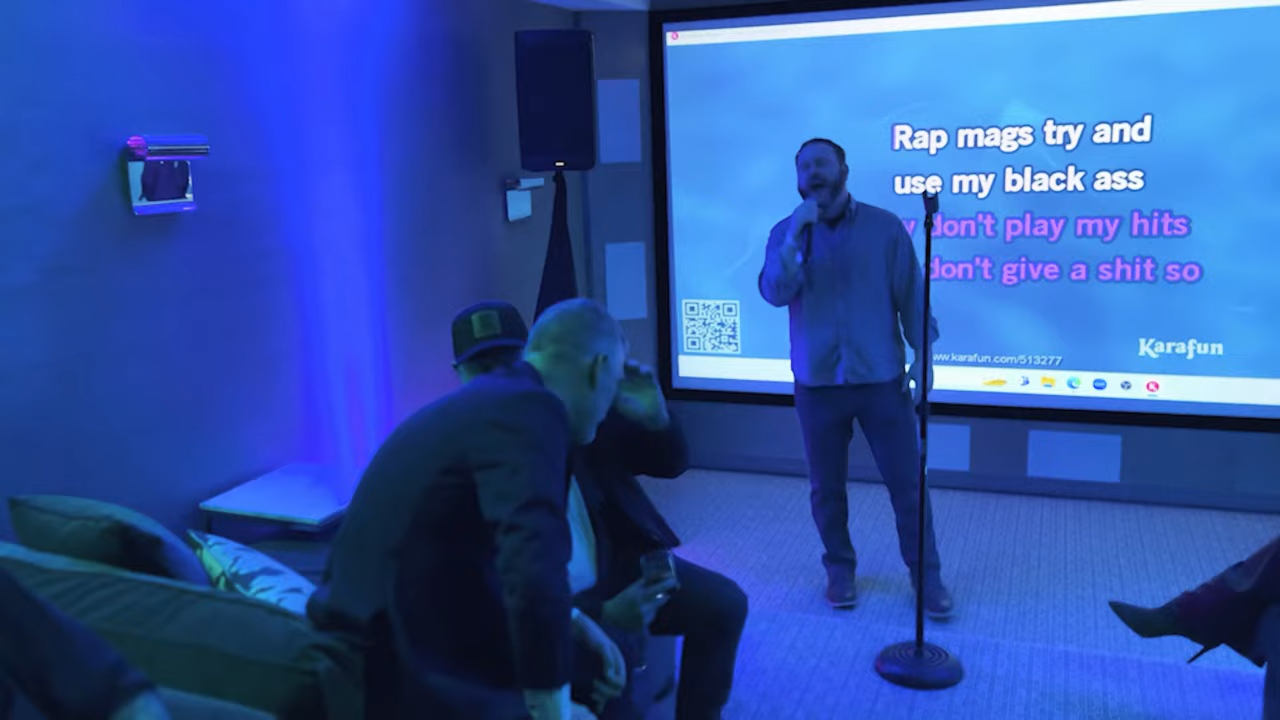 Rap mags try and
use my black ass
y don't play my hits
don't give a shit so
Karafun
ww.karafun.com/513277